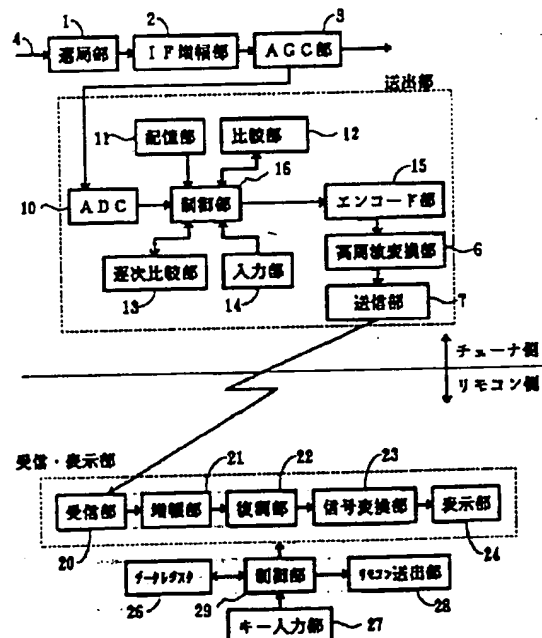 1
2
3
4
選局部
IF増幅部
AGC部
送出部
11
記憶部
比較部
12
16
15
10
ADC
制御部
エンコード部
高周波変換部
6
逐次比較部
入力部
13
14
送信部
7
チューナ側
リモコン側
受信・表示部
21
22
23
受信部
増幅部
復調部
信号変換部
表示部
20
24
データレジスタ
制御部
リモコン送出部
26
29
28
キー入力部
27